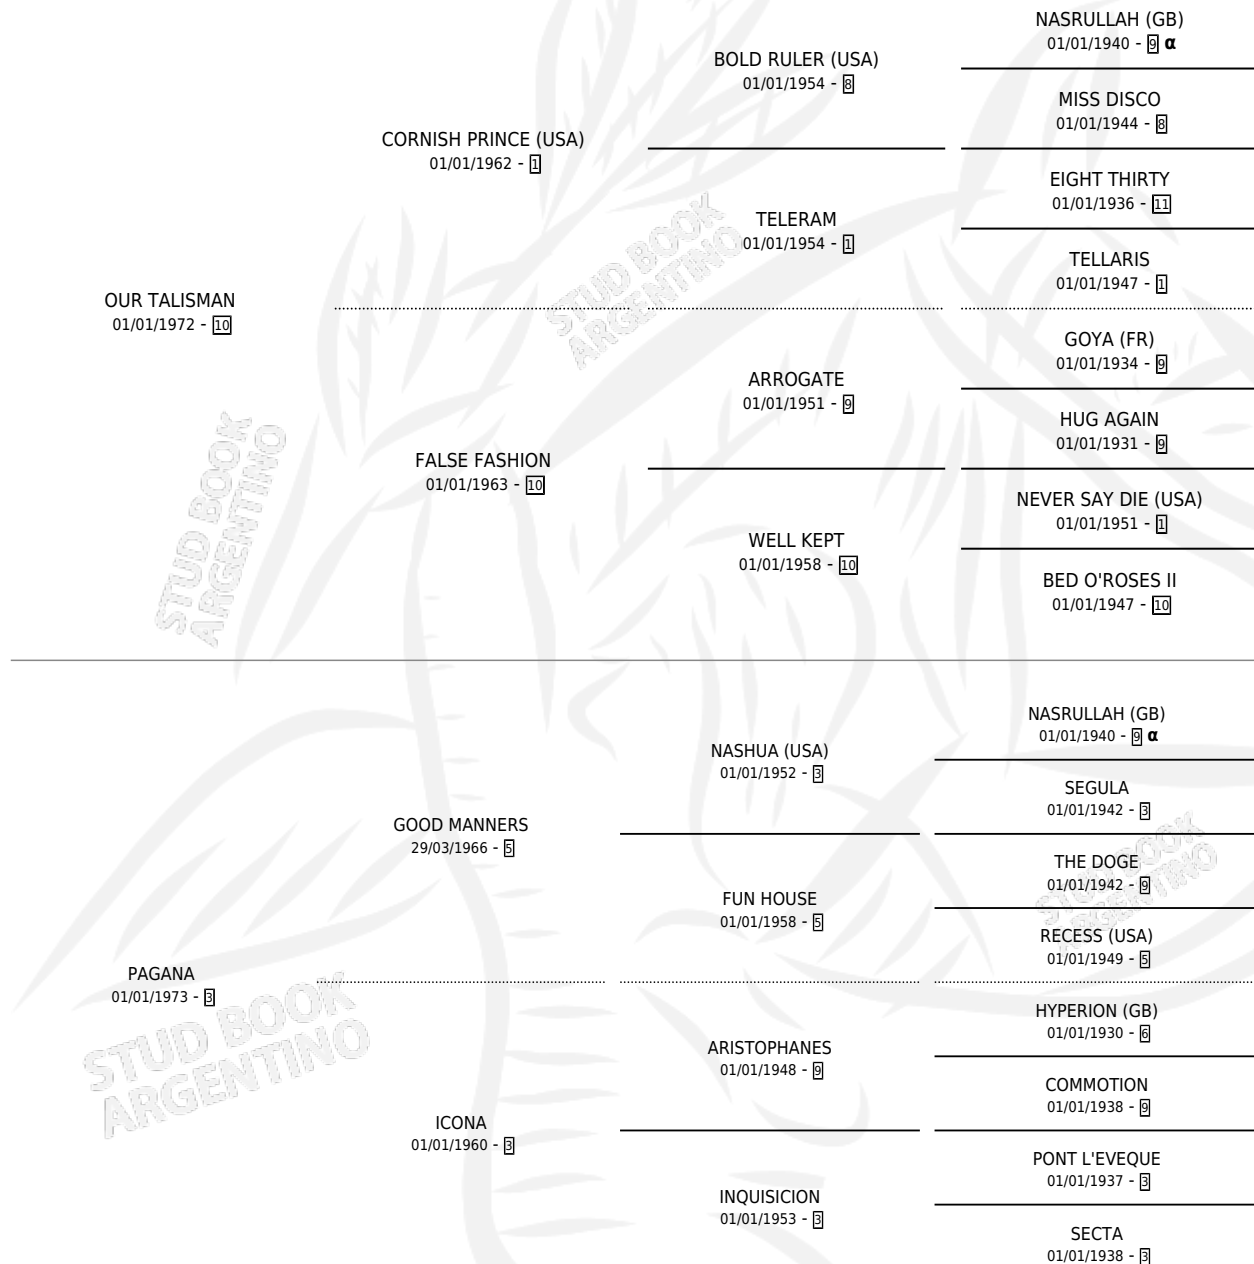 NASRULLAH (GB)
01/01/1940 - 9 α
BOLD RULER (USA)
01/01/1954 - 8
MISS DISCO
01/01/1944 - 8
CORNISH PRINCE (USA)
01/01/1962 - 1
EIGHT THIRTY
01/01/1936 - 11
TELERAM
01/01/1954 - 1
TELLARIS
01/01/1947 - 1
OUR TALISMAN
01/01/1972 - 10
GOYA (FR)
01/01/1934 - 9
ARROGATE
01/01/1951 - 9
HUG AGAIN
01/01/1931 - 9
FALSE FASHION
01/01/1963 - 10
NEVER SAY DIE (USA)
01/01/1951 - 1
WELL KEPT
01/01/1958 - 10
BED O'ROSES II
01/01/1947 - 10
NASRULLAH (GB)
01/01/1940 - 9 α
NASHUA (USA)
01/01/1952 - 3
SEGULA
01/01/1942 - 3
GOOD MANNERS
29/03/1966 - 5
THE DOGE
01/01/1942 - 9
FUN HOUSE
01/01/1958 - 5
RECESS (USA)
01/01/1949 - 5
PAGANA
01/01/1973 - 3
HYPERION (GB)
01/01/1930 - 6
ARISTOPHANES
01/01/1948 - 9
COMMOTION
01/01/1938 - 9
ICONA
01/01/1960 - 3
PONT L'EVEQUE
01/01/1937 - 3
INQUISICION
01/01/1953 - 3
SECTA
01/01/1938 - 3
STUD BOOK
ARGENTINO
STUD BOOK
ARGENTINO
STUD BOOK
ARGENTINO
STUD BOOK
ARGENTINO